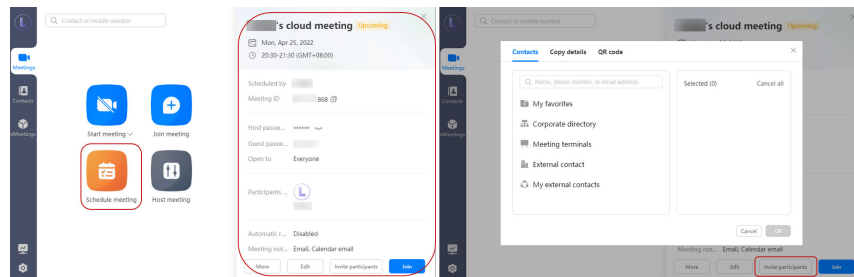 Contact or mobile number
Meetings
Contacts
eMeetings
Start meeting
Join meeting
Schedule meeting
Host meeting
's cloud meeting Upcoming
Mon, Apr 25, 2022
20:30-21:30 (GMT+08:00)
Scheduled by
Meeting ID 868
Host passw... ******
Guest passw...
Open to Everyone
Participants ...
L
Automatic r... Disabled
Meeting not... Email, Calendar email
More Edit Invite participants Join
Contact or mobile number
's cloud meeting Upcoming
Meetings
Contacts
eMeetings
Contacts Copy details QR code
Name, phone number, or email address
My favorites
Corporate directory
Meeting terminals
External contact
My external contacts
Selected (0) Cancel all
Cancel OK
Meeting not... Email, Calendar email
More Edit Invite participants Join